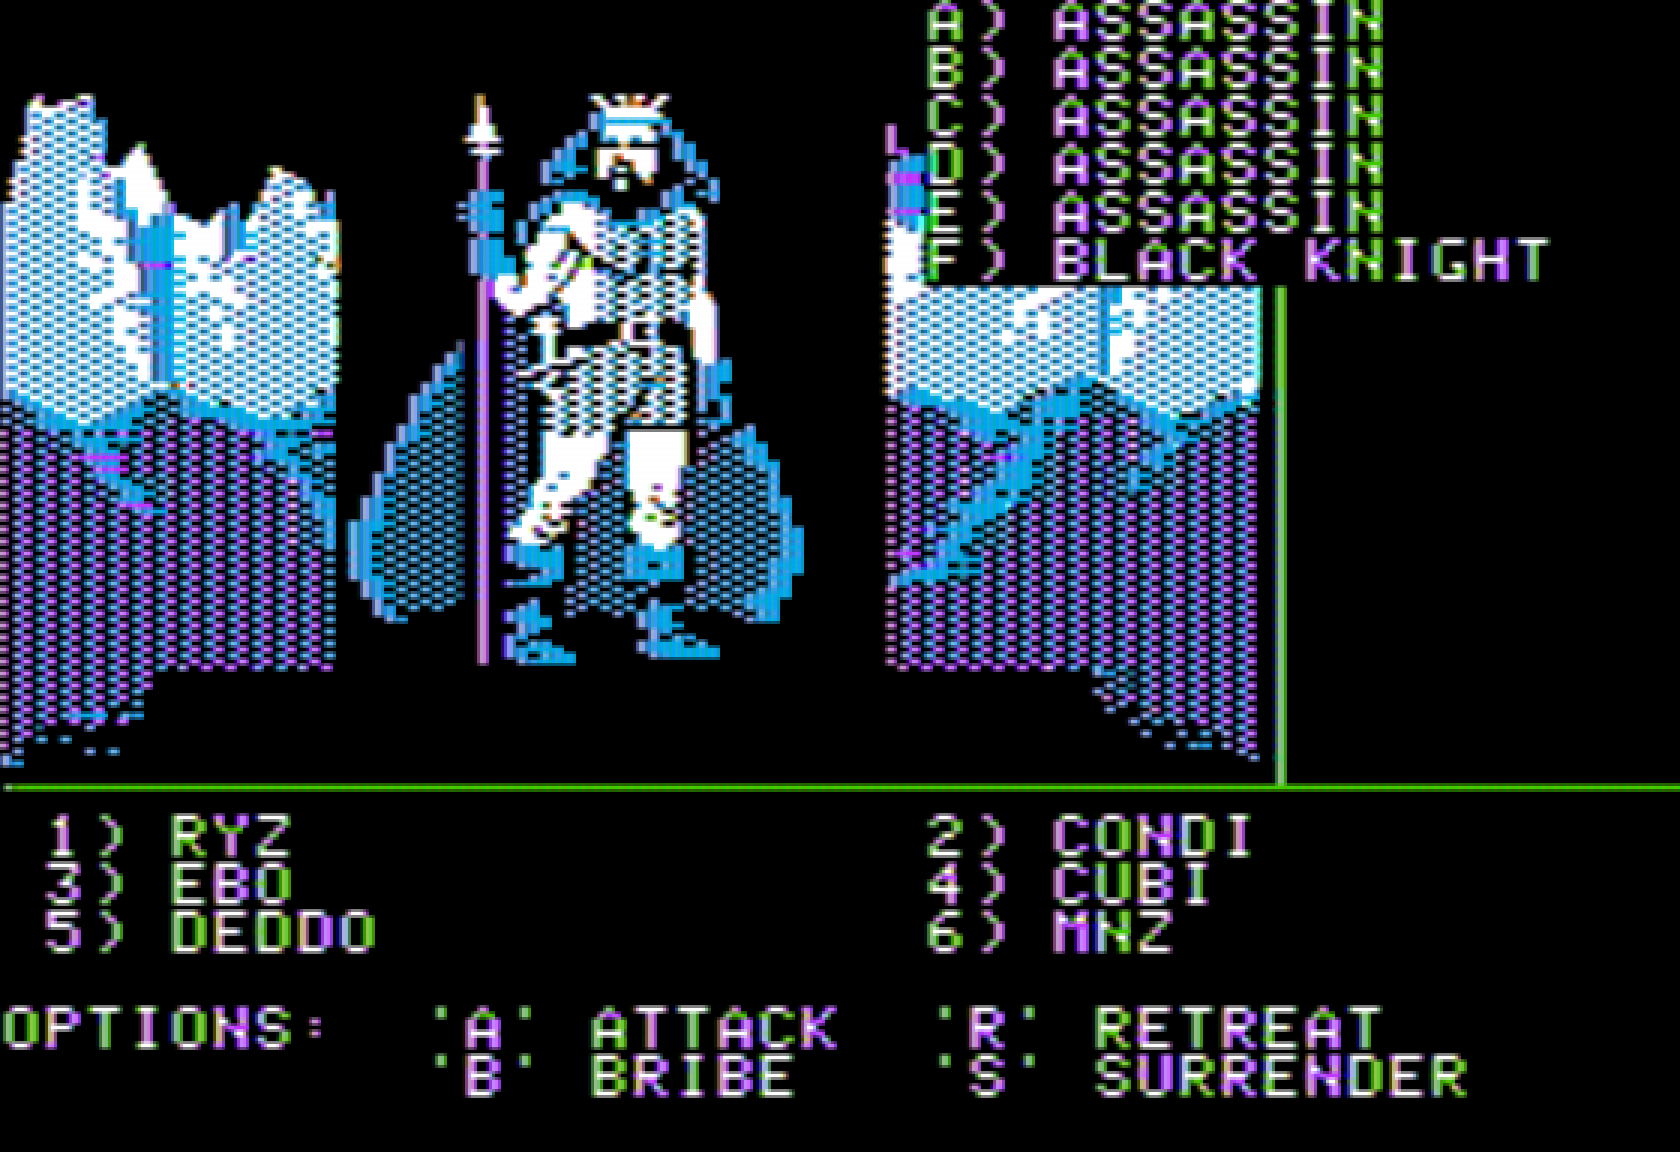 A) ASSASSIN
B) ASSASSIN
C) ASSASSIN
D) ASSASSIN
E) ASSASSIN
F) BLACK KNIGHT
1) RYZ 2) CONDI
3) EBO 4) CUBI
5) DEDDO 6) MNZ
OPTIONS: 'A' ATTACK 'R' RETREAT
'B' BRIBE 'S' SURRENDER